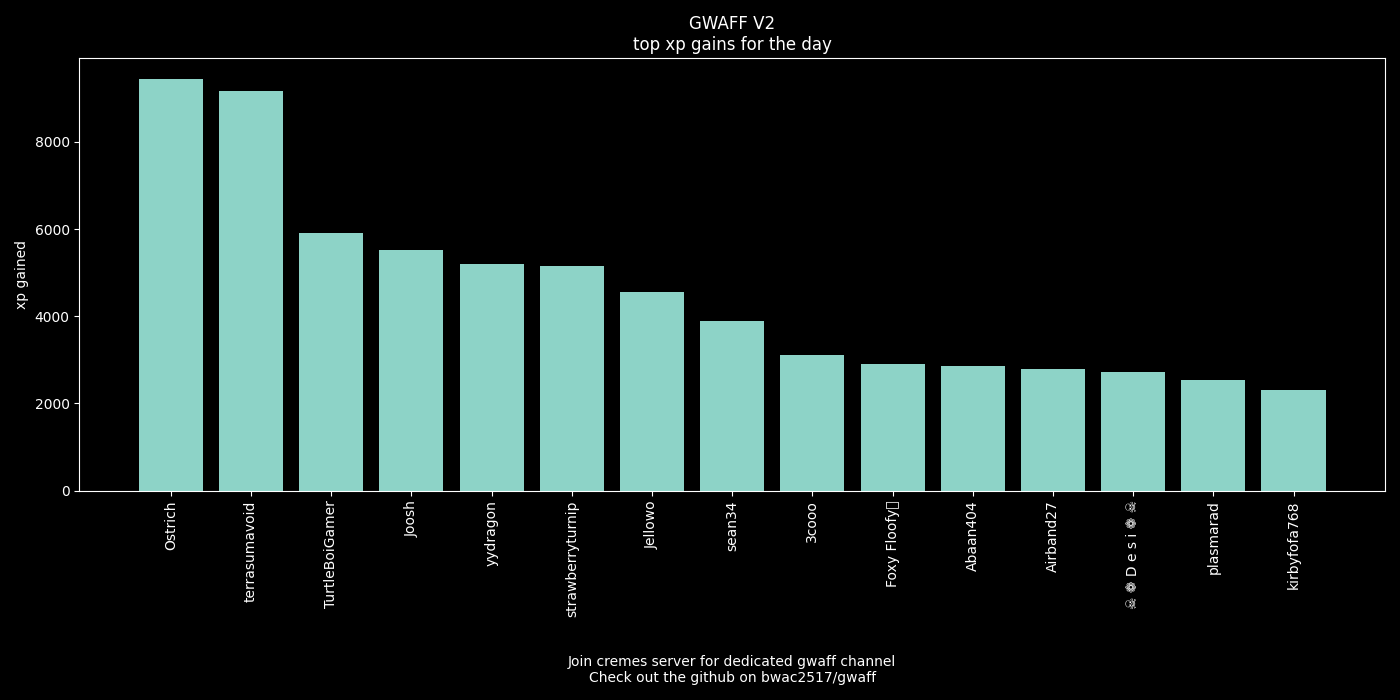 GWAFF V2
top xp gains for the day
xp gained
8000
6000
4000
2000
0
Ostrich
terrasumavoid
TurtleBoiGamer
Joosh
yydragon
strawberryturnip
Jellowo
sean34
3cooo
Foxy Floofy▯
Abaan404
Airband27
☠ ❁ D e s i ❁ ☠
plasmarad
kirbyfofa768
Join cremes server for dedicated gwaff channel
Check out the github on bwac2517/gwaff